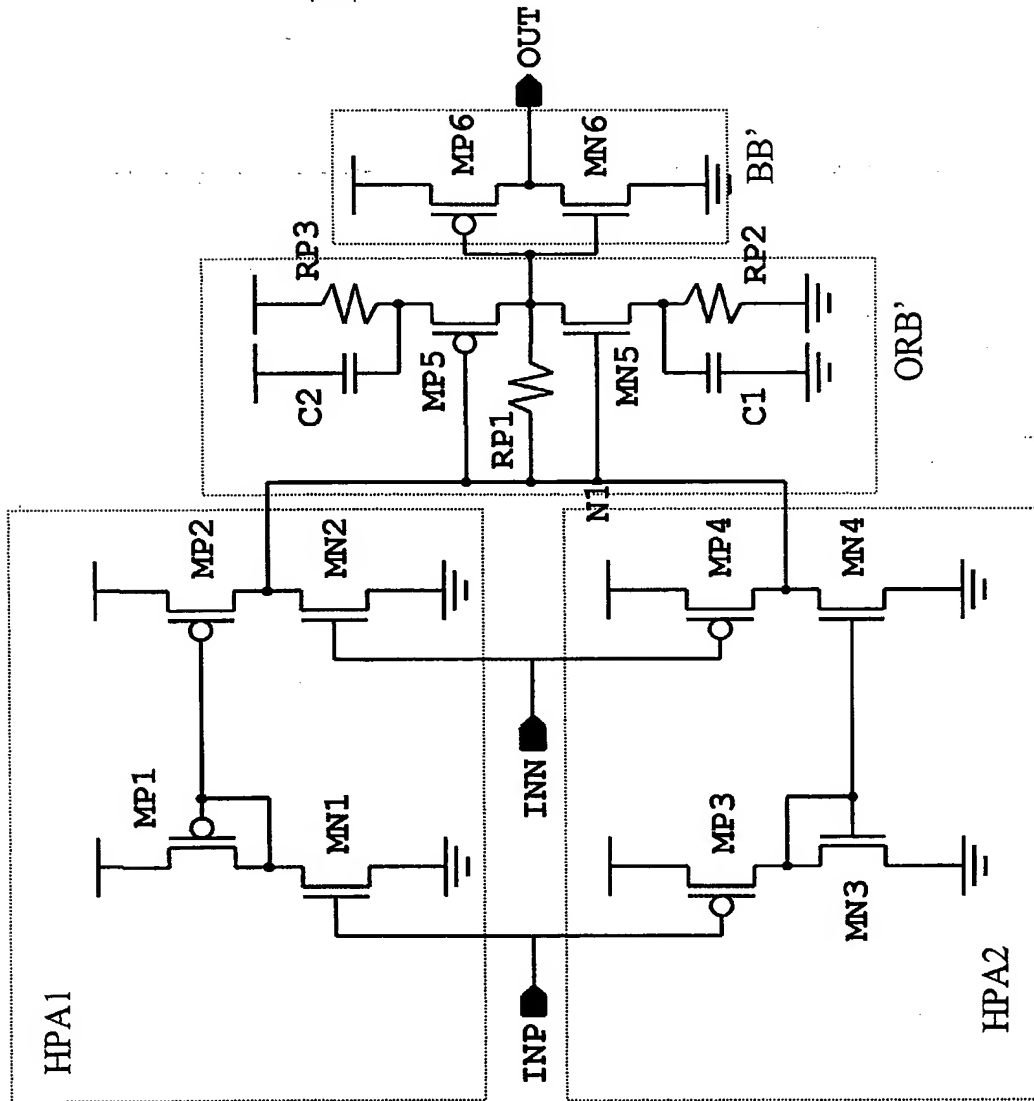 HPA1
MP1
MN1
MP2
MN2
INP
INN
HPA2
MP3
MN3
MP4
MN4
N1
ORB'
C2
RP3
MP5
RP1
MN5
C1
RP2
BB'
MP6
MN6
OUT